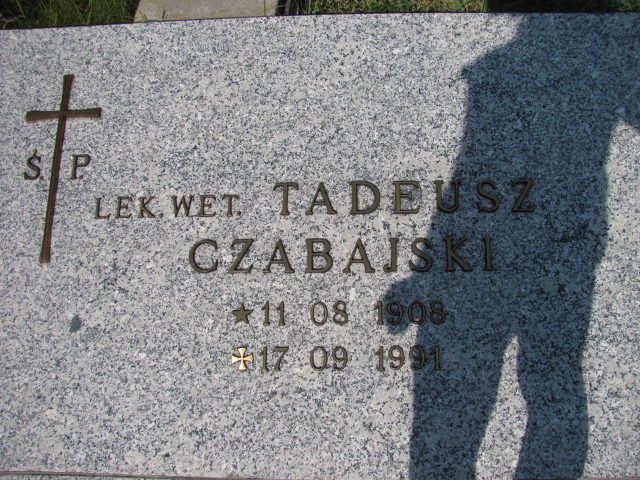 Ś P
LEK. WET. TADEUSZ
CZABAJSKI
11 08 1908
17 09 1991